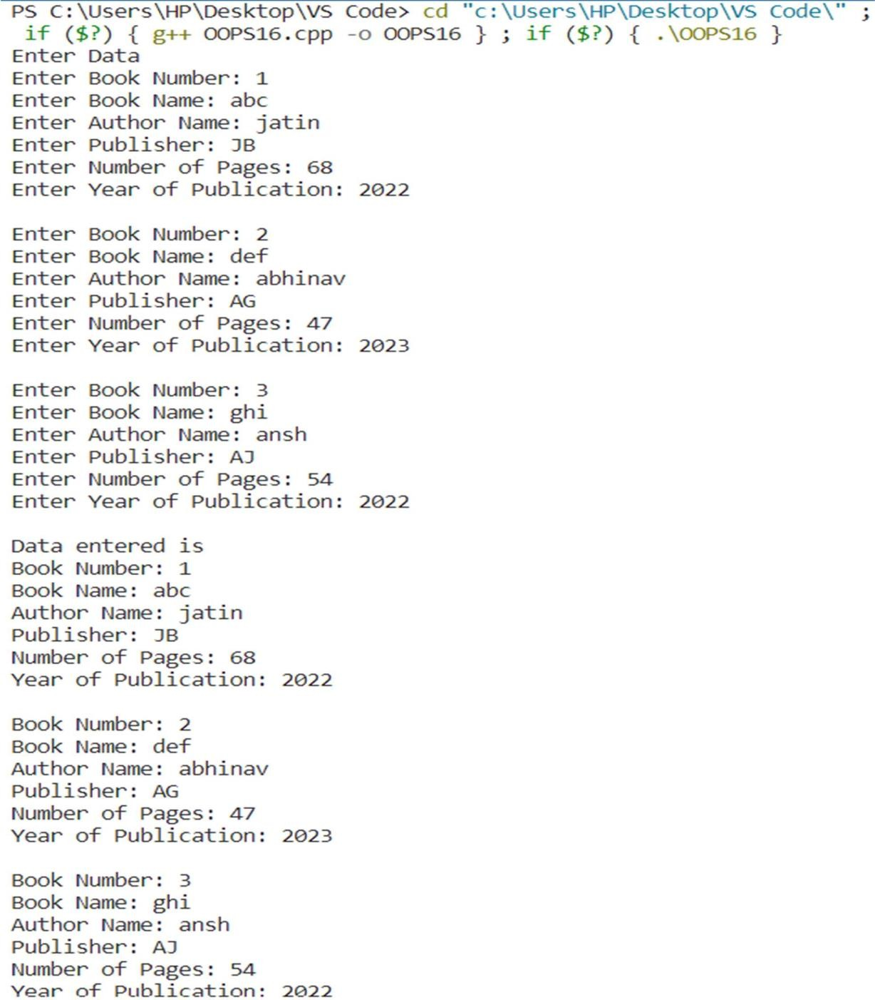 PS C:\Users\HP\Desktop\VS Code> cd "c:\Users\HP\Desktop\VS Code\" ;
if ($?) { g++ OOPS16.cpp -o OOPS16 } ; if ($?) { .\OOPS16 }
Enter Data
Enter Book Number: 1
Enter Book Name: abc
Enter Author Name: jatin
Enter Publisher: JB
Enter Number of Pages: 68
Enter Year of Publication: 2022

Enter Book Number: 2
Enter Book Name: def
Enter Author Name: abhinav
Enter Publisher: AG
Enter Number of Pages: 47
Enter Year of Publication: 2023

Enter Book Number: 3
Enter Book Name: ghi
Enter Author Name: ansh
Enter Publisher: AJ
Enter Number of Pages: 54
Enter Year of Publication: 2022

Data entered is
Book Number: 1
Book Name: abc
Author Name: jatin
Publisher: JB
Number of Pages: 68
Year of Publication: 2022

Book Number: 2
Book Name: def
Author Name: abhinav
Publisher: AG
Number of Pages: 47
Year of Publication: 2023

Book Number: 3
Book Name: ghi
Author Name: ansh
Publisher: AJ
Number of Pages: 54
Year of Publication: 2022